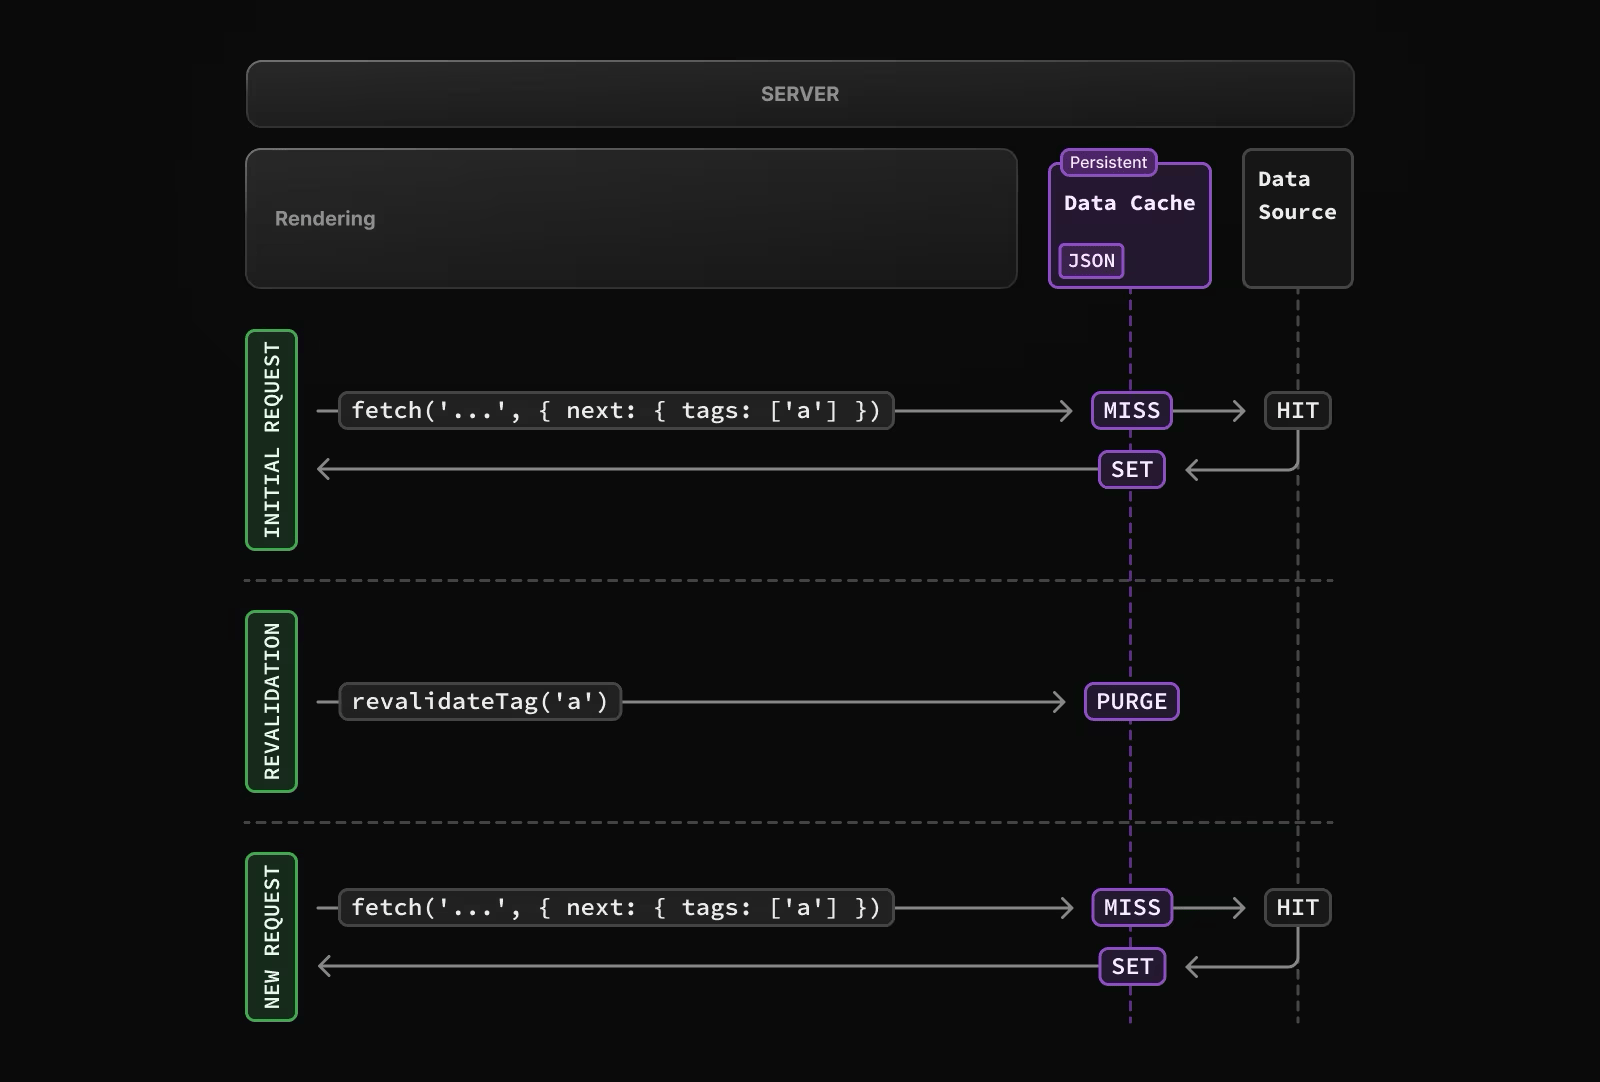 SERVER
Rendering
Persistent
Data Cache
JSON
Data
Source
INITIAL REQUEST
fetch('...', { next: { tags: ['a'] })
MISS
HIT
SET
REVALIDATION
revalidateTag('a')
PURGE
NEW REQUEST
fetch('...', { next: { tags: ['a'] })
MISS
HIT
SET